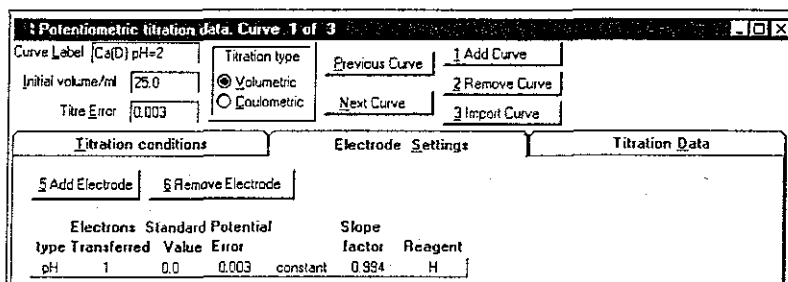 Potentiometric titration data. Curve 1 of 3
Curve Label Ca(D) pH=2
Initial volume/ml 25.0
Titre Error 0.003
Titration type
Volumetric
Coulometric
Previous Curve
Next Curve
1 Add Curve
2 Remove Curve
3 Import Curve
Titration conditions
Electrode Settings
Titration Data
5 Add Electrode
6 Remove Electrode
Electrons Standard Potential Slope
type Transferred Value Error factor Reagent
pH 1 0.0 0.003 constant 0.994 H